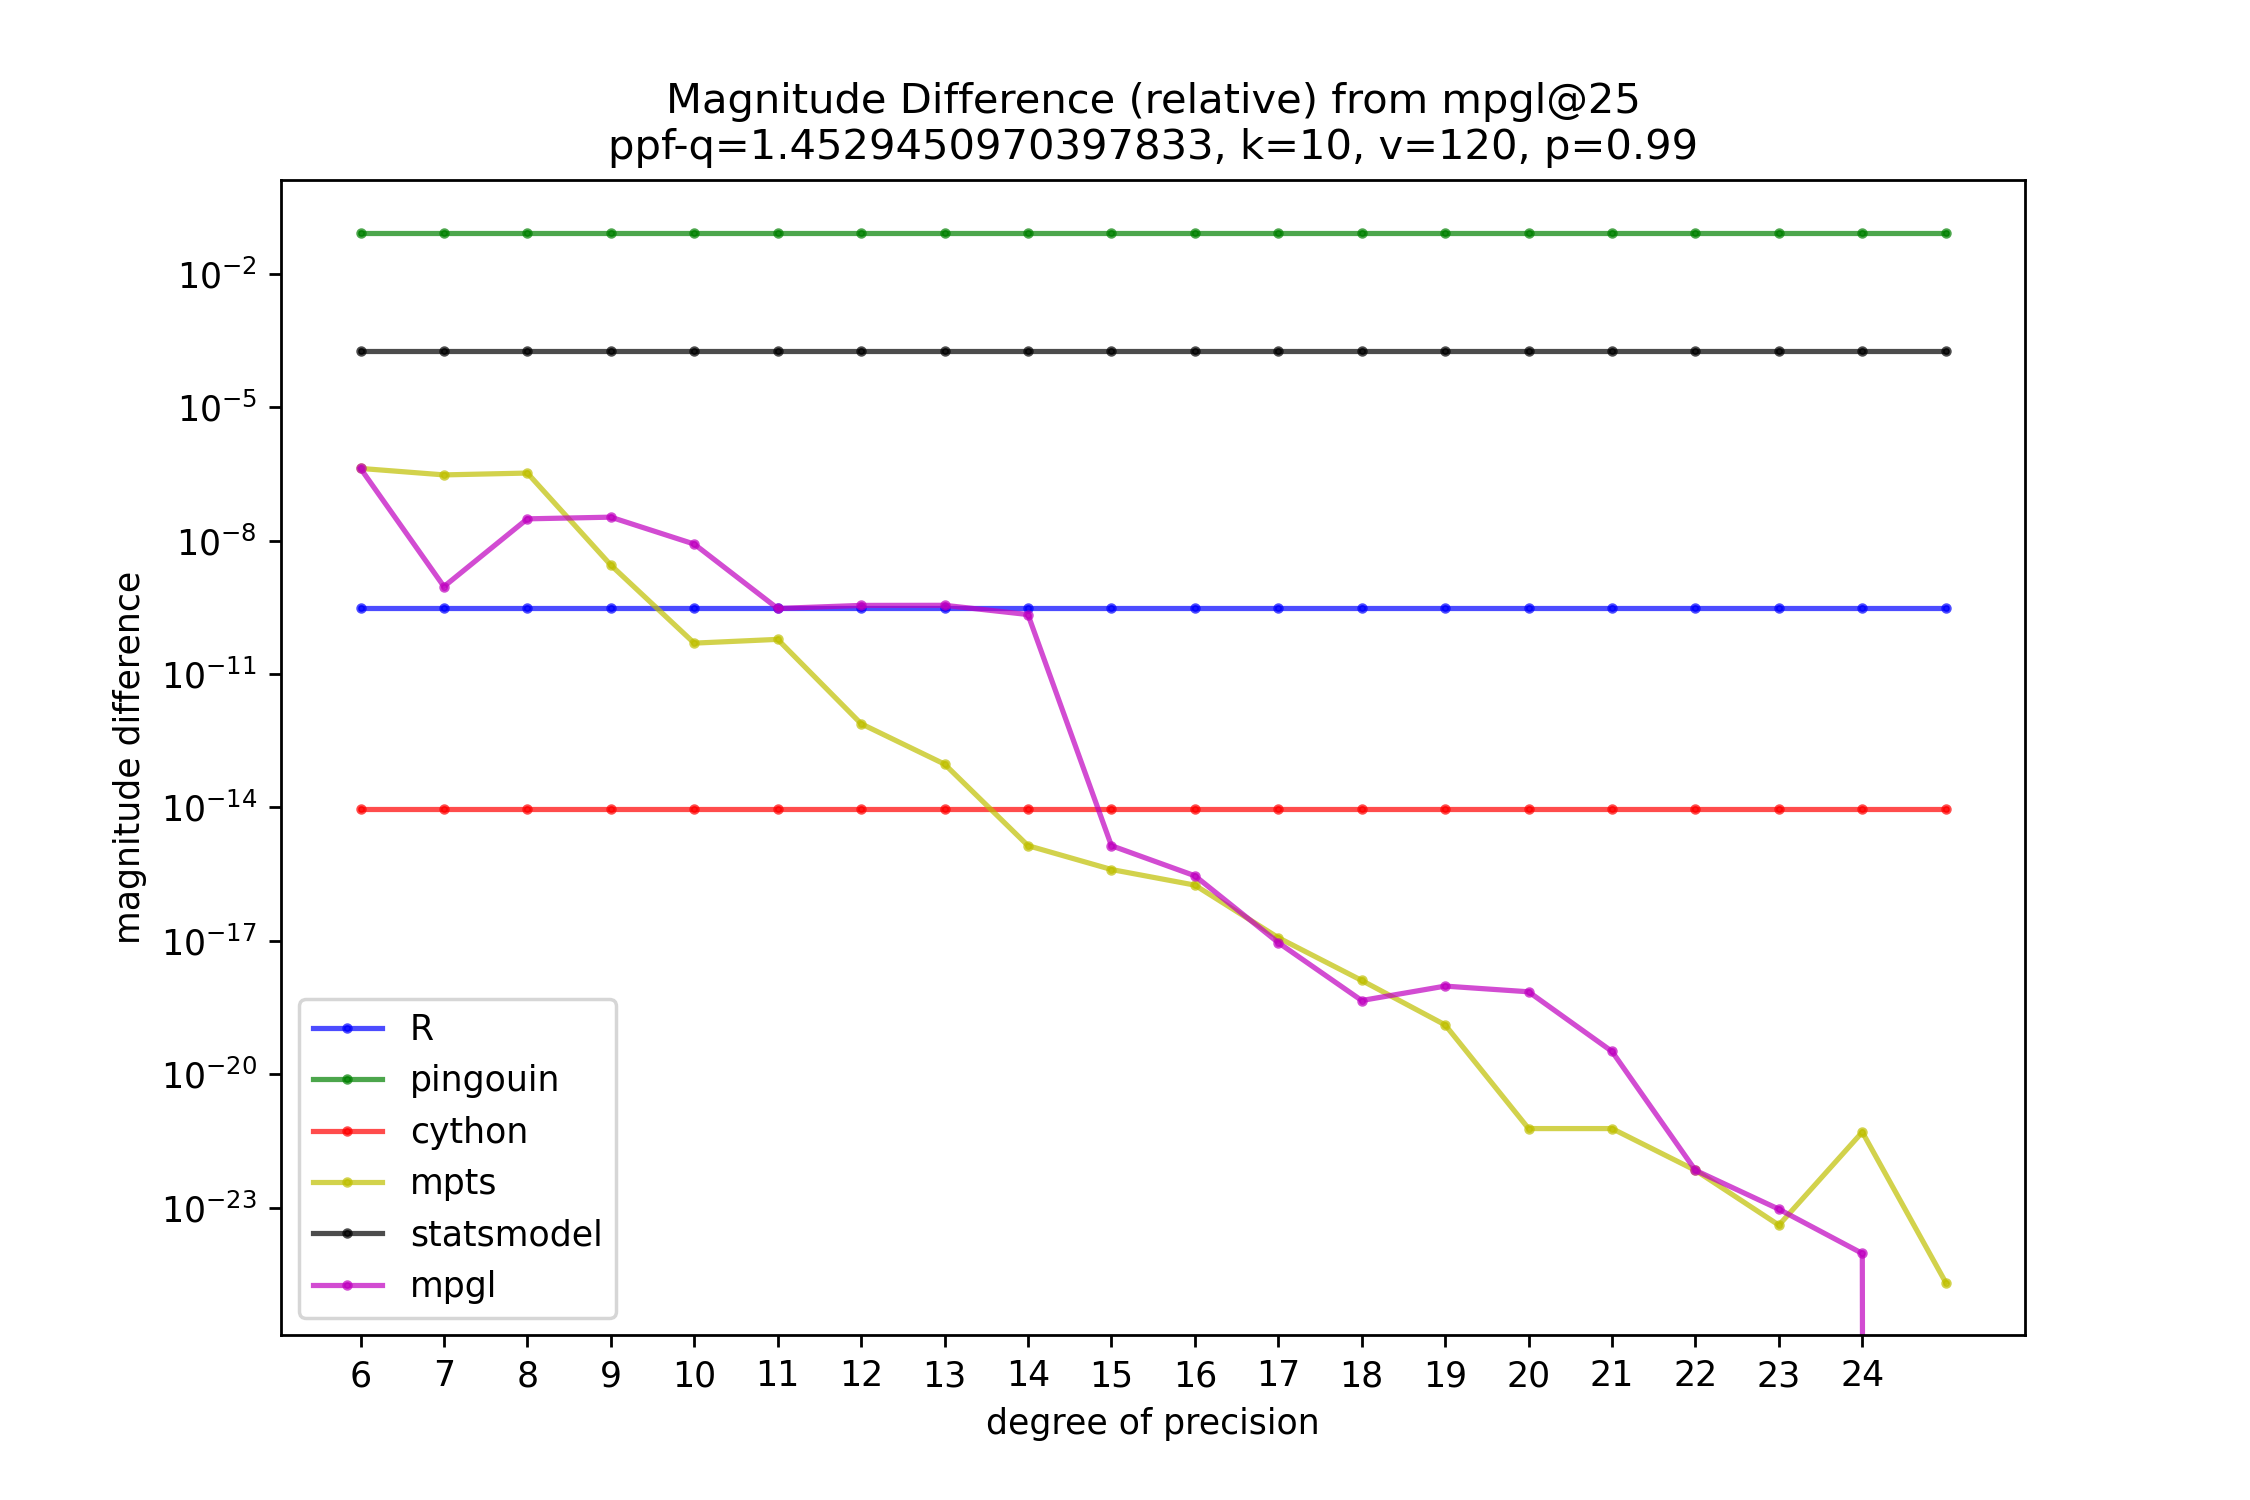 Magnitude Difference (relative) from mpgl@25
ppf-q=1.4529450970397833, k=10, v=120, p=0.99
magnitude difference
10⁻²
10⁻⁵
10⁻⁸
10⁻¹¹
10⁻¹⁴
10⁻¹⁷
10⁻²⁰
10⁻²³
R
pingouin
cython
mpts
statsmodel
mpgl
6 7 8 9 10 11 12 13 14 15 16 17 18 19 20 21 22 23 24
degree of precision